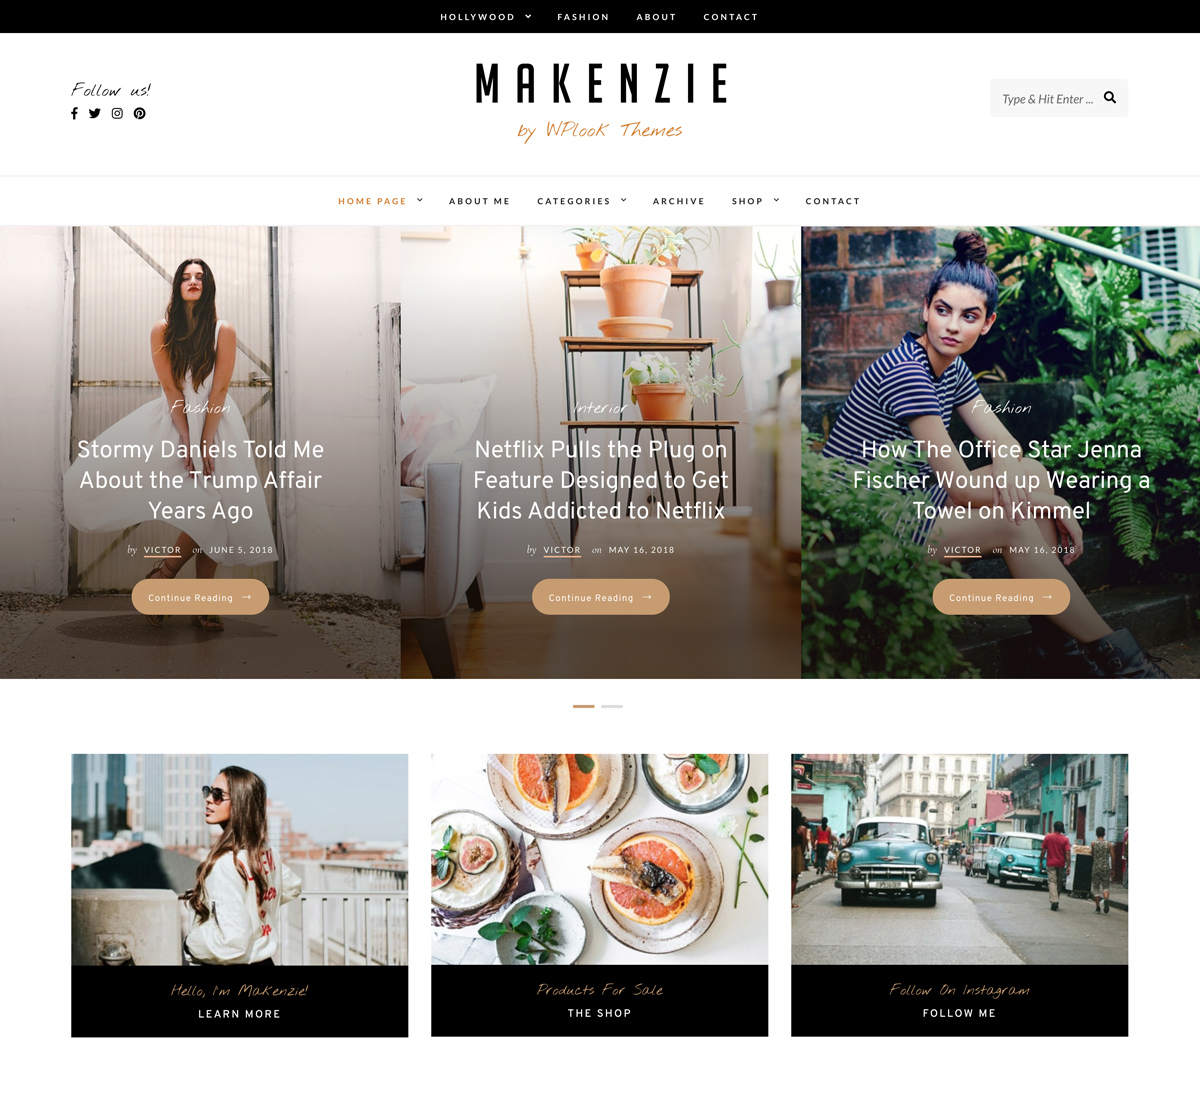 HOLLYWOOD FASHION ABOUT CONTACT
Follow us!
MAKENZIE
by WPlook Themes
Type & Hit Enter ...
HOME PAGE ABOUT ME CATEGORIES ARCHIVE SHOP CONTACT
Fashion
Stormy Daniels Told Me
About the Trump Affair
Years Ago
by VICTOR on JUNE 5, 2018
Continue Reading →
Interior
Netflix Pulls the Plug on
Feature Designed to Get
Kids Addicted to Netflix
by VICTOR on MAY 16, 2018
Continue Reading →
Fashion
How The Office Star Jenna
Fischer Wound up Wearing a
Towel on Kimmel
by VICTOR on MAY 16, 2018
Continue Reading →
Hello, I'm Makenzie!
LEARN MORE
Products For Sale
THE SHOP
Follow On Instagram
FOLLOW ME